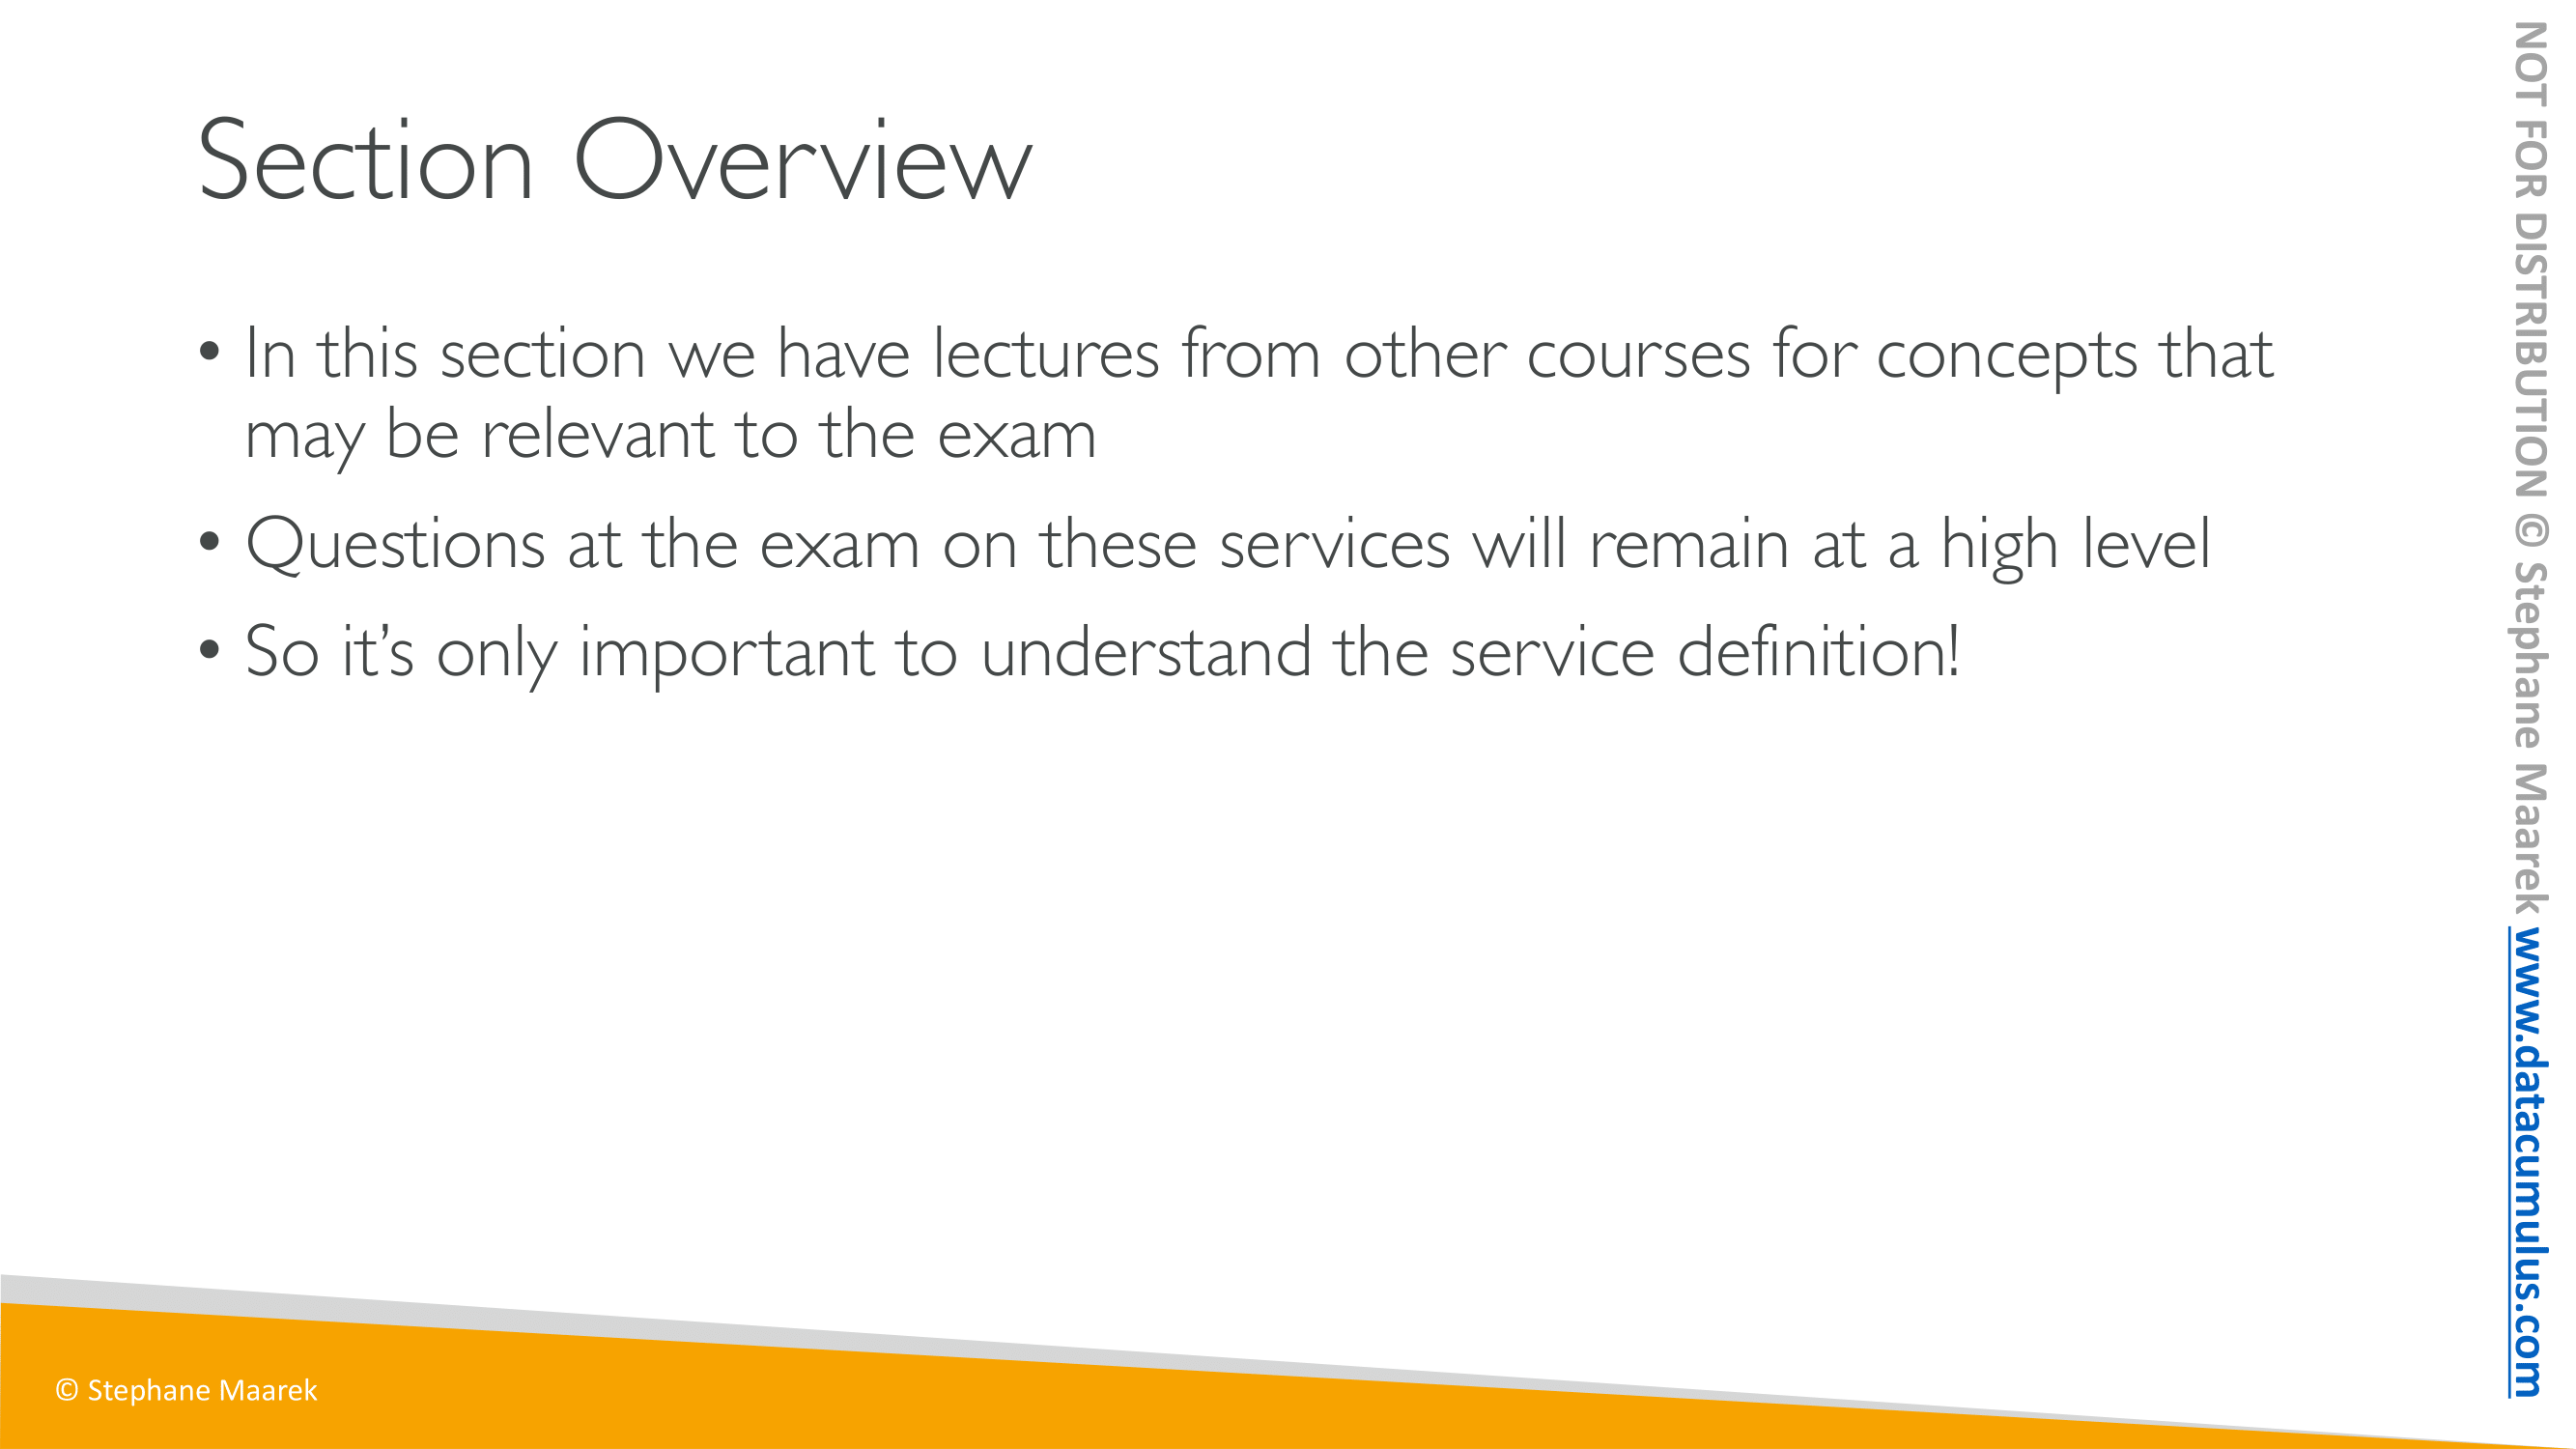 Section Overview
• In this section we have lectures from other courses for concepts that
may be relevant to the exam
• Questions at the exam on these services will remain at a high level
• So it’s only important to understand the service definition!
© Stephane Maarek
NOT FOR DISTRIBUTION © Stephane Maarek www.datacumulus.com